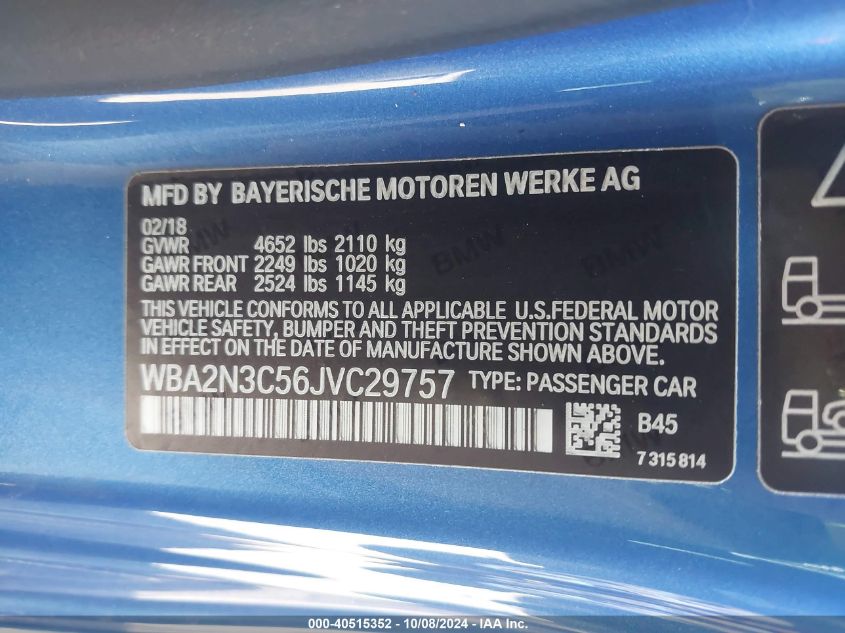 MFD BY BAYERISCHE MOTOREN WERKE AG
02/18
GVWR 4652 lbs 2110 kg
GAWR FRONT 2249 lbs 1020 kg
GAWR REAR 2524 lbs 1145 kg
THIS VEHICLE CONFORMS TO ALL APPLICABLE U.S.FEDERAL MOTOR
VEHICLE SAFETY, BUMPER AND THEFT PREVENTION STANDARDS
IN EFFECT ON THE DATE OF MANUFACTURE SHOWN ABOVE.
WBA2N3C56JVC29757 TYPE: PASSENGER CAR
B45
7 315 814
BMW
000-40515352 - 10/08/2024 - IAA Inc.